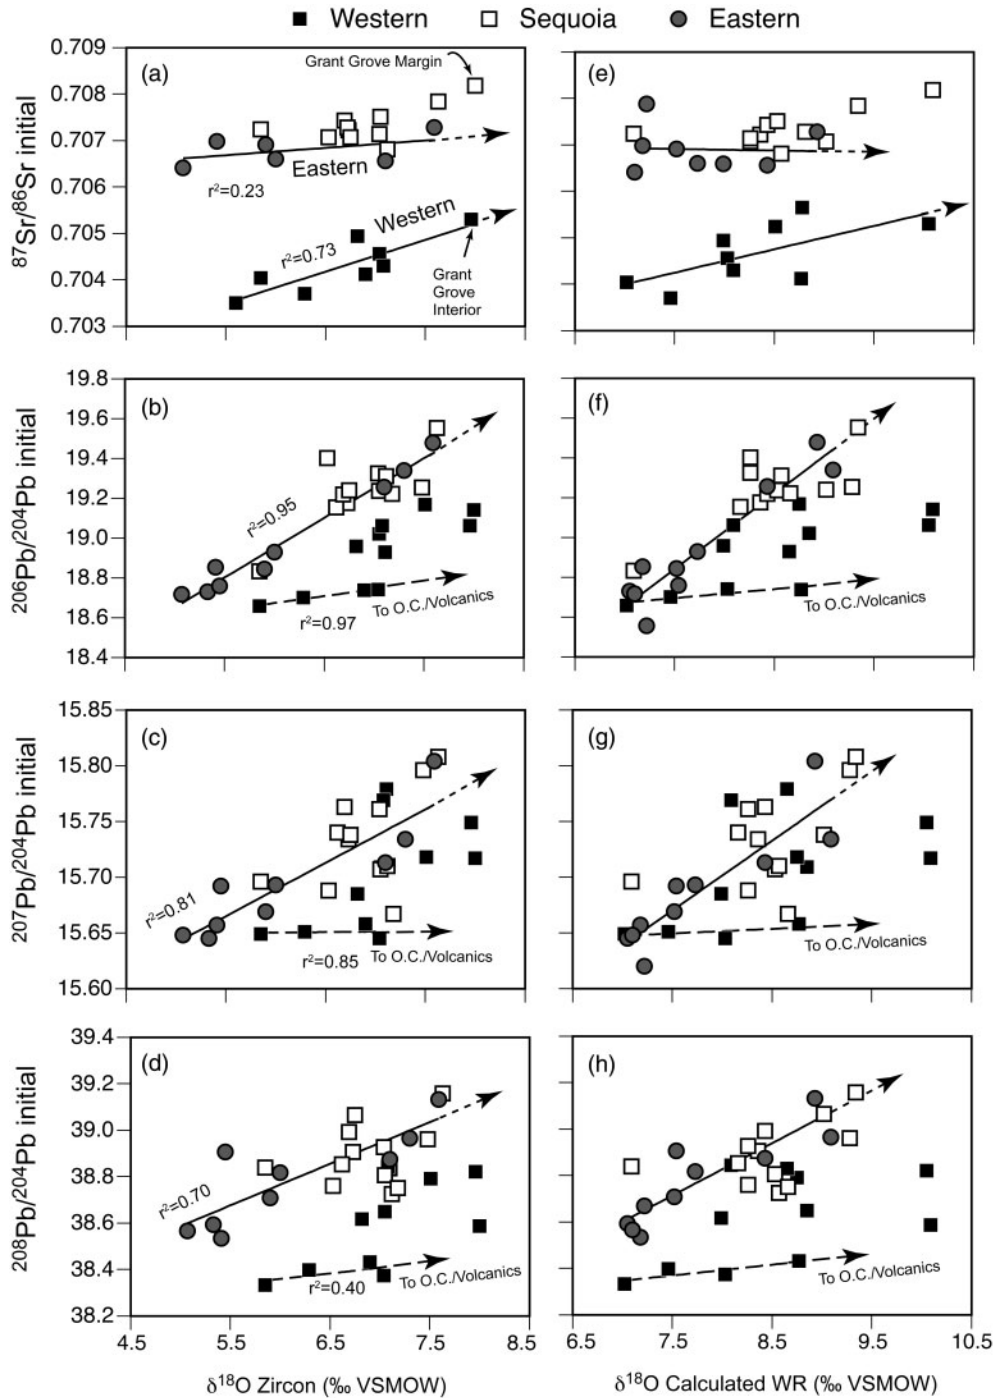 Western Sequoia Eastern
0.709
0.708
0.707
0.706
0.705
0.704
0.703
87Sr/86Sr initial
(a)
Grant Grove Margin
Eastern
r²=0.23
Western
r²=0.73
Grant
Grove
Interior
(e)
19.8
19.6
19.4
19.2
19.0
18.8
18.6
18.4
206Pb/204Pb initial
(b)
r²=0.95
To O.C./Volcanics
r²=0.97
(f)
To O.C./Volcanics
15.85
15.80
15.75
15.70
15.65
15.60
207Pb/204Pb initial
(c)
r²=0.81
To O.C./Volcanics
r²=0.85
(g)
To O.C./Volcanics
39.4
39.2
39.0
38.8
38.6
38.4
38.2
208Pb/204Pb initial
(d)
r²=0.70
To O.C./Volcanics
r²=0.40
(h)
To O.C./Volcanics
4.5 5.5 6.5 7.5 8.5
δ18O Zircon (‰ VSMOW)
6.5 7.5 8.5 9.5 10.5
δ18O Calculated WR (‰ VSMOW)